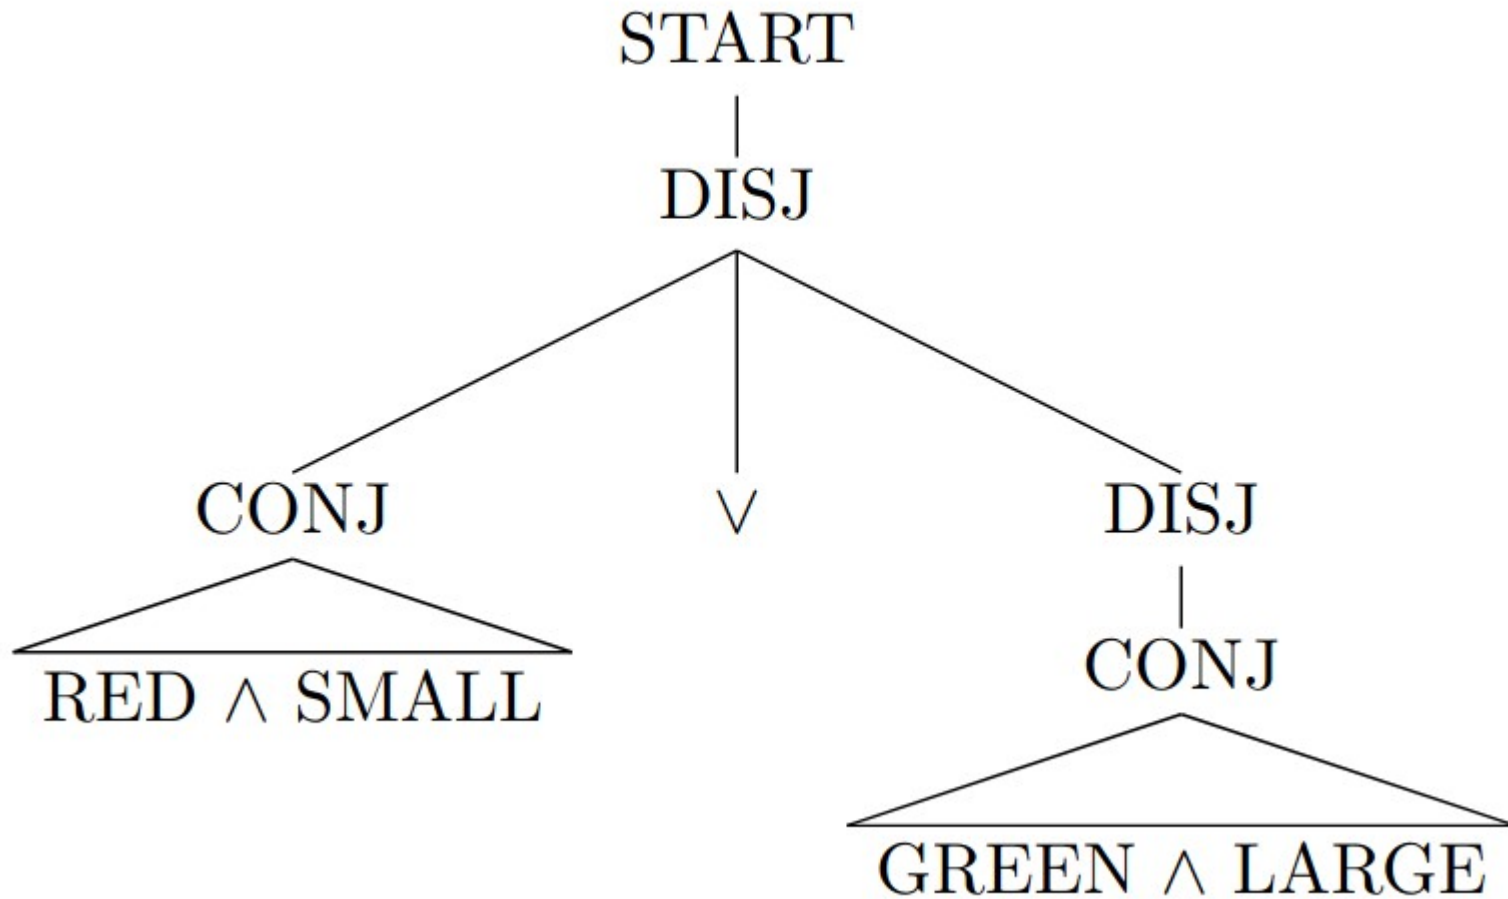 START
DISJ
CONJ ∨ DISJ
RED ∧ SMALL
CONJ
GREEN ∧ LARGE